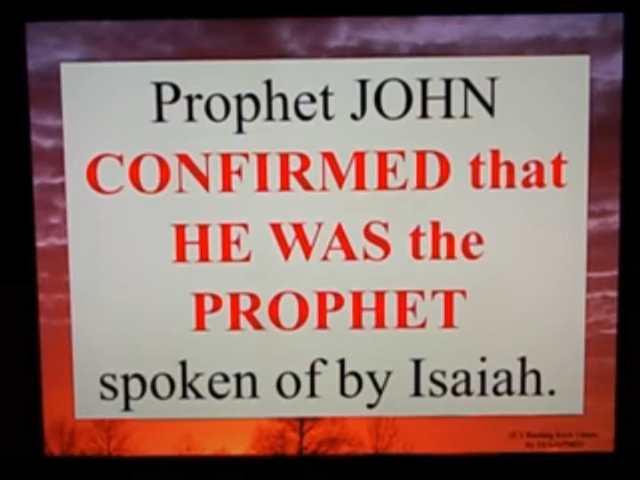 Prophet JOHN
CONFIRMED that
HE WAS the
PROPHET
spoken of by Isaiah.